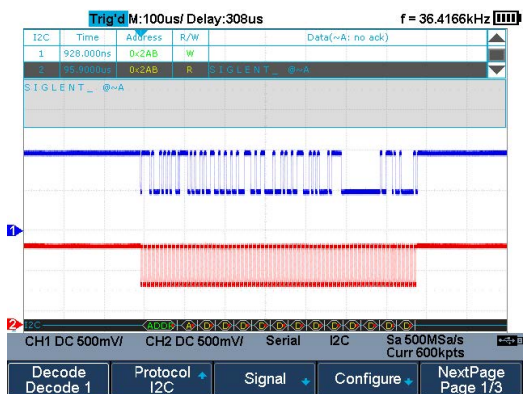 Trig'd M:100us/ Delay:308us f = 36.4166kHz
I2C Time Address R/W Data(~A: no ack)
1 928.000ns 0x2AB W
2 95.9000us 0x2AB R SIGLENT_ @~A
SIGLENT_ @~A
1
2 I2C ADDR A D D D D D D D D D D
CH1 DC 500mV/ CH2 DC 500mV/ Serial I2C Sa 500MSa/s
Curr 600kpts
Decode Protocol Signal Configure NextPage
Decode 1 I2C Page 1/3